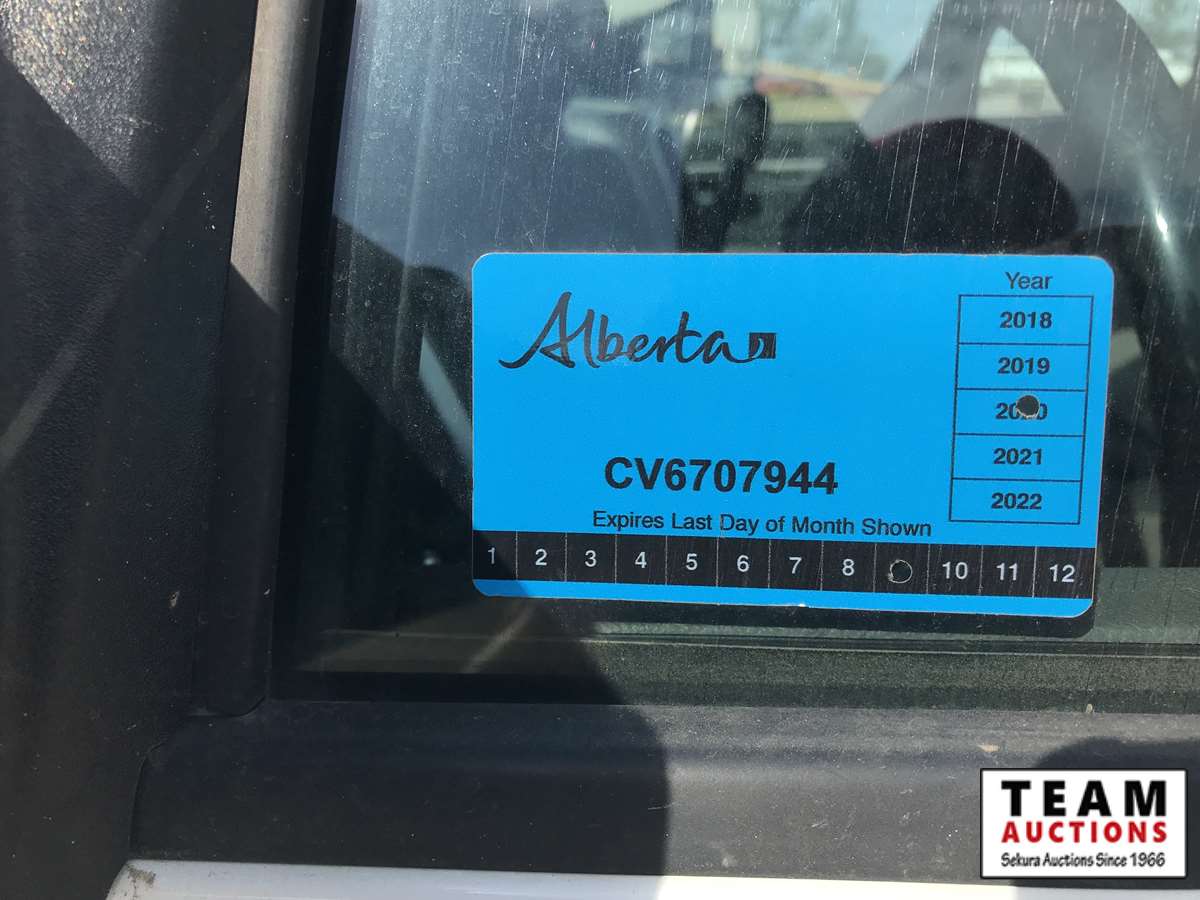 Alberta
Year
2018
2019
2020
2021
2022
CV6707944
Expires Last Day of Month Shown
1 2 3 4 5 6 7 8 10 11 12
TEAM
AUCTIONS
Sekura Auctions Since 1966